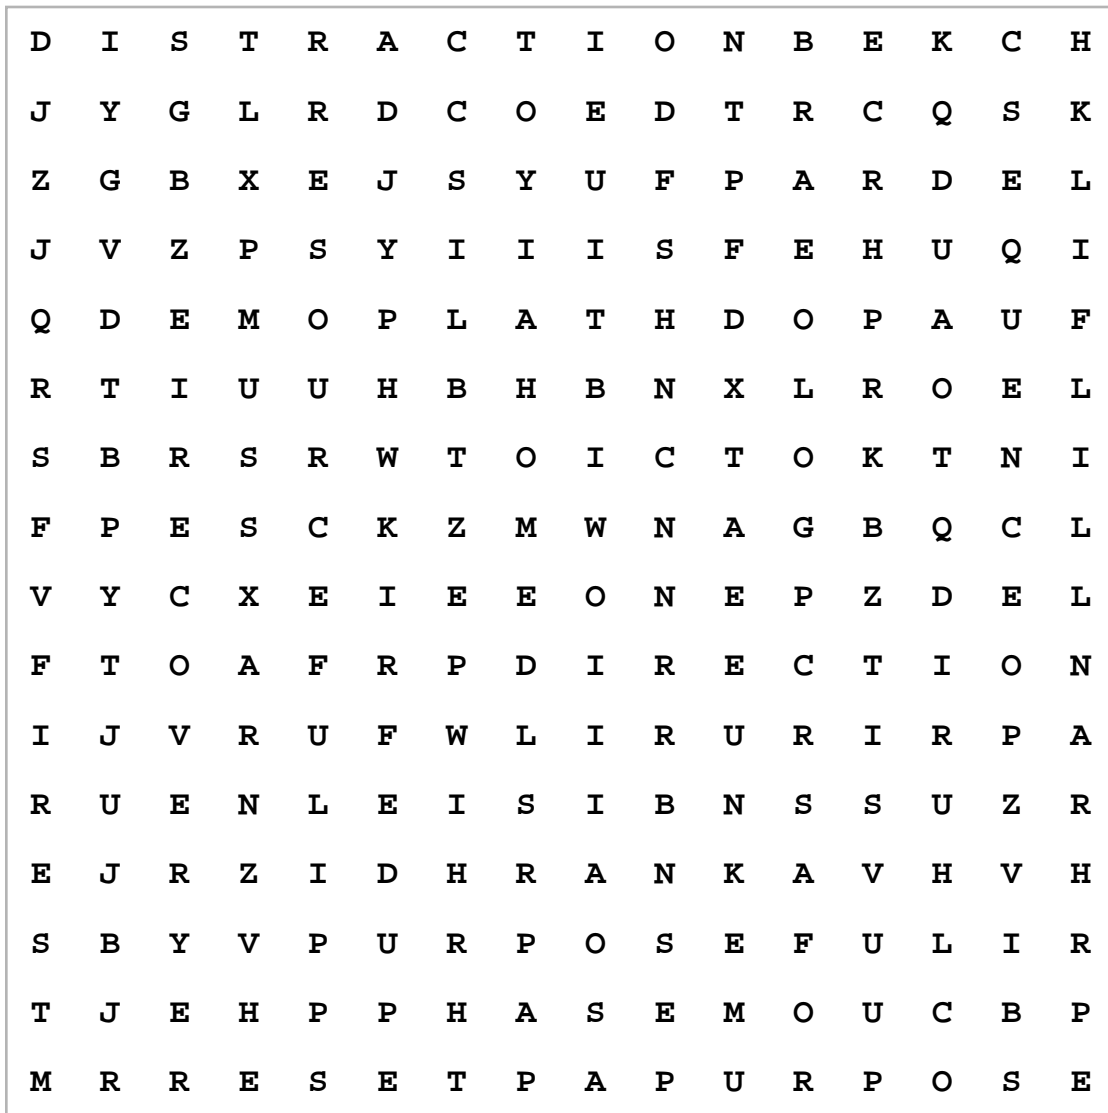 D I S T R A C T I O N B E K C H
J Y G L R D C O E D T R C Q S K
Z G B X E J S Y U F P A R D E L
J V Z P S Y I I I S F E H U Q I
Q D E M O P L A T H D O P A U F
R T I U U H B H B N X L R O E L
S B R S R W T O I C T O K T N I
F P E S C K Z M W N A G B Q C L
V Y C X E I E E O N E P Z D E L
F T O A F R P D I R E C T I O N
I J V R U F W L I R U R I R P A
R U E N L E I S I B N S S U Z R
E J R Z I D H R A N K A V H V H
S B Y V P U R P O S E F U L I R
T J E H P P H A S E M O U C B P
M R R E S E T P A P U R P O S E